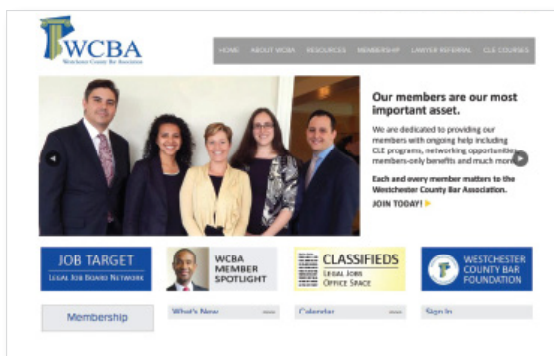 WCBA
Westchester County Bar Association
HOME ABOUT WCBA RESOURCES MEMBERSHIP LAWYER REFERRAL CLE COURSES
Our members are our most
important asset.
We are dedicated to providing our
members with ongoing help including
CLE programs, networking opportunities,
members-only benefits and much more.
Each and every member matters to the
Westchester County Bar Association.
JOIN TODAY!
JOB TARGET
LEGAL JOB BOARD NETWORK
WCBA
MEMBER
SPOTLIGHT
CLASSIFIEDS
LEGAL JOBS
OFFICE SPACE
WESTCHESTER
COUNTY BAR
FOUNDATION
Membership
What's New
Calendar
Sign In